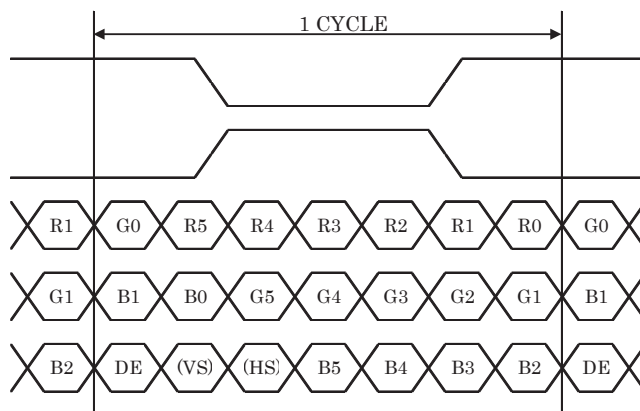 1 CYCLE
R1 G0 R5 R4 R3 R2 R1 R0 G0
G1 B1 B0 G5 G4 G3 G2 G1 B1
B2 DE (VS) (HS) B5 B4 B3 B2 DE